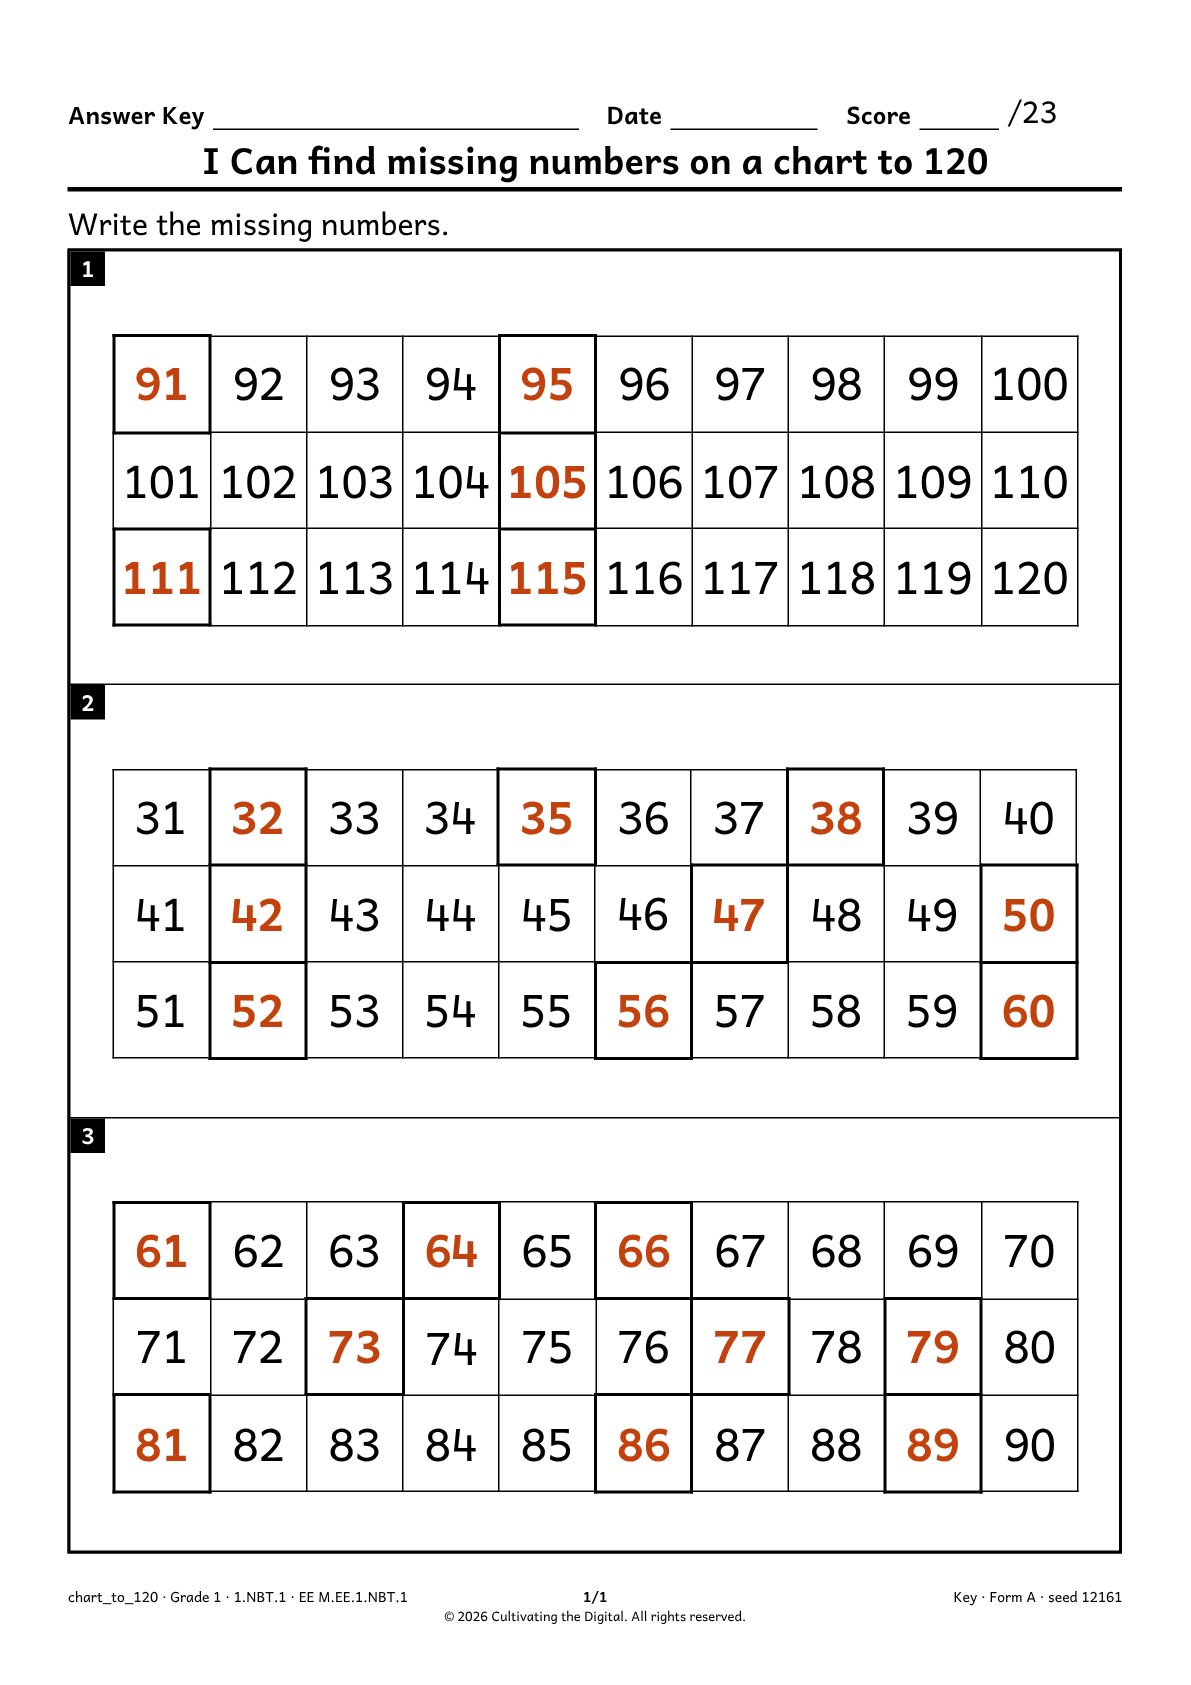 Answer Key ____________________ Date ________ Score ____ /23
I Can find missing numbers on a chart to 120
Write the missing numbers.
1
91 92 93 94 95 96 97 98 99 100
101 102 103 104 105 106 107 108 109 110
111 112 113 114 115 116 117 118 119 120
2
31 32 33 34 35 36 37 38 39 40
41 42 43 44 45 46 47 48 49 50
51 52 53 54 55 56 57 58 59 60
3
61 62 63 64 65 66 67 68 69 70
71 72 73 74 75 76 77 78 79 80
81 82 83 84 85 86 87 88 89 90
chart_to_120 · Grade 1 · 1.NBT.1 · EE M.EE.1.NBT.1 1/1 Key · Form A · seed 12161
© 2026 Cultivating the Digital. All rights reserved.